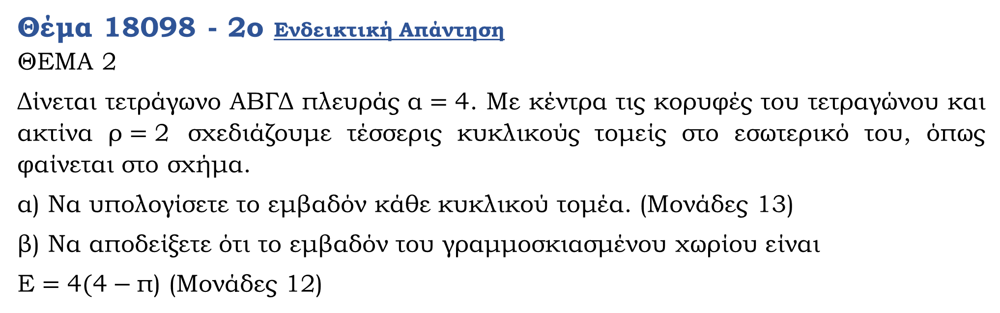 Θέμα 18098 - 2ο Ενδεικτική Απάντηση
ΘΕΜΑ 2
Δίνεται τετράγωνο ΑΒΓΔ πλευράς α = 4. Με κέντρα τις κορυφές του τετραγώνου και
ακτίνα ρ = 2 σχεδιάζουμε τέσσερις κυκλικούς τομείς στο εσωτερικό του, όπως
φαίνεται στο σχήμα.
α) Να υπολογίσετε το εμβαδόν κάθε κυκλικού τομέα. (Μονάδες 13)
β) Να αποδείξετε ότι το εμβαδόν του γραμμοσκιασμένου χωρίου είναι
Ε = 4(4 − π) (Μονάδες 12)